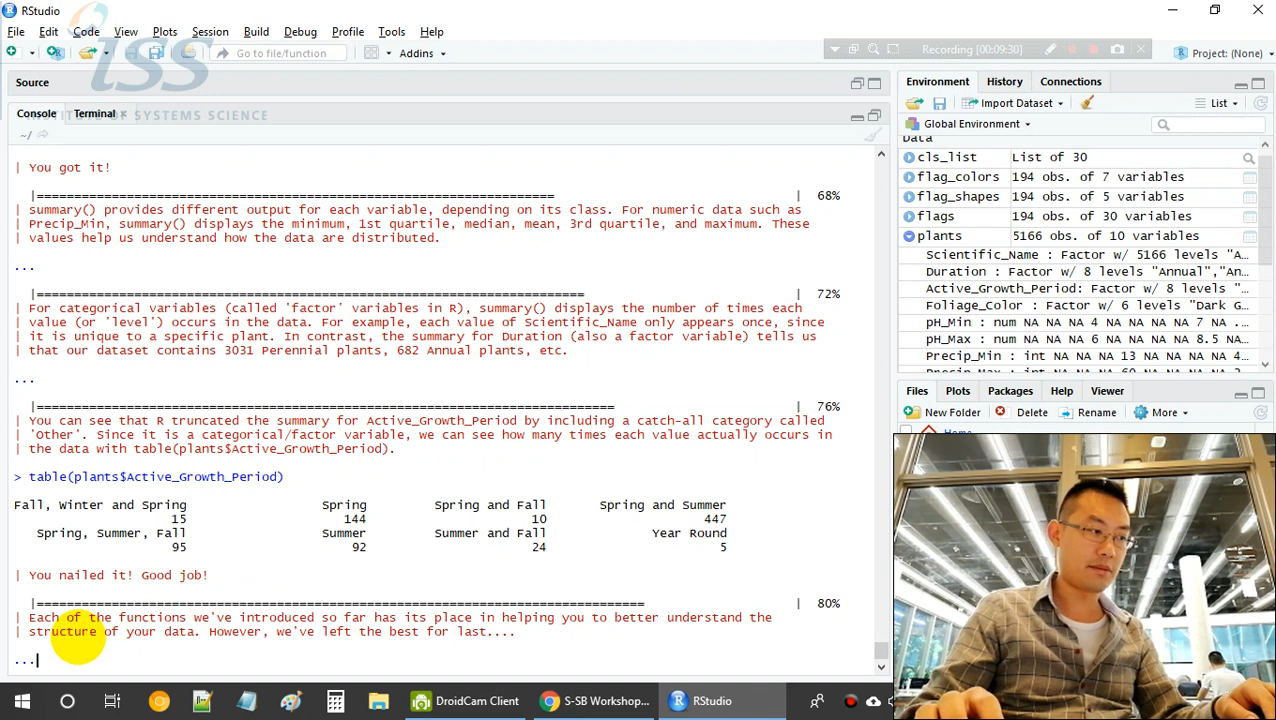 RStudio
File Edit Code View Plots Session Build Debug Profile Tools Help
Go to file/function Addins
Recording [00:09:30]
Project: (None)
iss
INSTITUTE OF SYSTEMS SCIENCE
Source
Console Terminal ×
~/
| You got it!
|====================================================================== | 68%
| summary() provides different output for each variable, depending on its class. For numeric data such as
| Precip_Min, summary() displays the minimum, 1st quartile, median, mean, 3rd quartile, and maximum. These
| values help us understand how the data are distributed.
...
|========================================================================== | 72%
| For categorical variables (called 'factor' variables in R), summary() displays the number of times each
| value (or 'level') occurs in the data. For example, each value of Scientific_Name only appears once, since
| it is unique to a specific plant. In contrast, the summary for Duration (also a factor variable) tells us
| that our dataset contains 3031 Perennial plants, 682 Annual plants, etc.
...
|============================================================================== | 76%
| You can see that R truncated the summary for Active_Growth_Period by including a catch-all category called
| 'other'. Since it is a categorical/factor variable, we can see how many times each value actually occurs in
| the data with table(plants$Active_Growth_Period).
> table(plants$Active_Growth_Period)
Fall, Winter and Spring Spring Spring and Fall Spring and Summer
15 144 10 447
Spring, Summer, Fall Summer Summer and Fall Year Round
95 92 24 5
| You nailed it! Good job!
|================================================================================== | 80%
| Each of the functions we've introduced so far has its place in helping you to better understand the
| structure of your data. However, we've left the best for last....
...
Environment History Connections
Import Dataset List
Global Environment
Data
cls_list List of 30
flag_colors 194 obs. of 7 variables
flag_shapes 194 obs. of 5 variables
flags 194 obs. of 30 variables
plants 5166 obs. of 10 variables
Scientific_Name : Factor w/ 5166 levels "A…
Duration : Factor w/ 8 levels "Annual","An…
Active_Growth_Period: Factor w/ 8 levels "…
Foliage_Color : Factor w/ 6 levels "Dark G…
pH_Min : num NA NA NA 4 NA NA NA 7 NA ...
pH_Max : num NA NA NA 6 NA NA NA 8.5 N…
Precip_Min : int NA NA NA 13 NA NA NA 4…
Precip_Max : int NA NA NA 60 NA NA NA 2
Files Plots Packages Help Viewer
New Folder Delete Rename More
Home
DroidCam Client
S-SB Workshop...
RStudio